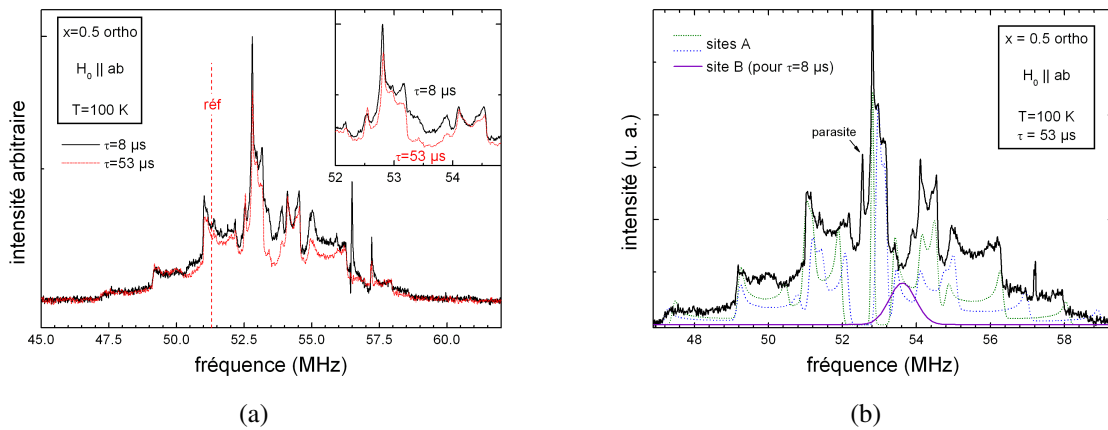 x=0.5 ortho
H0 || ab
T=100 K
réf
τ=8 µs
τ=53 µs
τ=8 µs
τ=53 µs
52 53 54
intensité arbitraire
45.0 47.5 50.0 52.5 55.0 57.5 60.0
fréquence (MHz)
(a)
sites A
site B (pour τ=8 µs)
x = 0.5 ortho
H0 || ab
T=100 K
τ = 53 µs
parasite
intensité (u. a.)
48 50 52 54 56 58
fréquence (MHz)
(b)